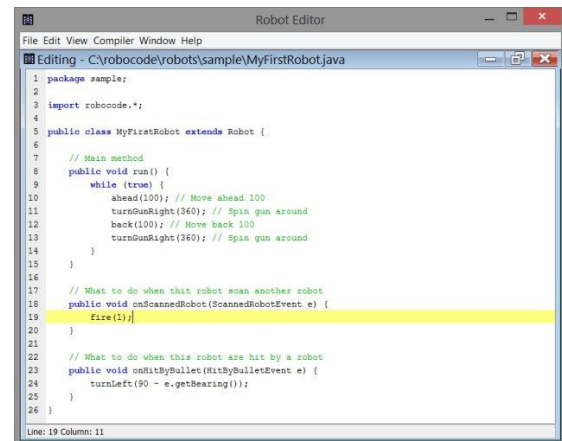 Robot Editor
File Edit View Compiler Window Help
Editing - C:\robocode\robots\sample\MyFirstRobot.java
1 package sample;
2
3 import robocode.*;
4
5 public class MyFirstRobot extends Robot {
6
7     // Main method
8     public void run() {
9         while (true) {
10             ahead(100); // Move ahead 100
11             turnGunRight(360); // Spin gun around
12             back(100); // Move back 100
13             turnGunRight(360); // Spin gun around
14         }
15     }
16
17     // What to do when thit robot scan another robot
18     public void onScannedRobot(ScannedRobotEvent e) {
19         fire(1);
20     }
21
22     // What to do when this robot are hit by a robot
23     public void onHitByBullet(HitByBulletEvent e) {
24         turnLeft(90 - e.getBearing());
25     }
26 }
Line: 19 Column: 11